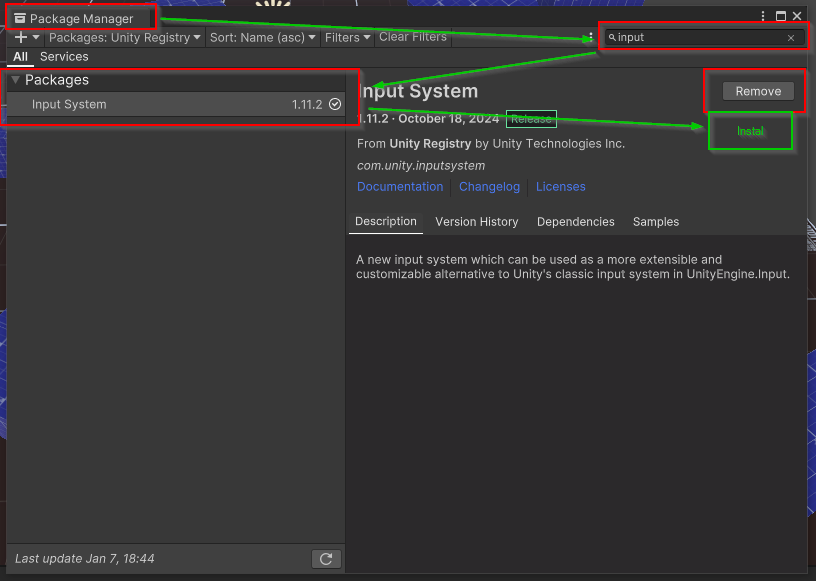 Package Manager
Packages: Unity Registry Sort: Name (asc) Filters Clear Filters input
All Services
Packages
Input System 1.11.2
Input System
Remove
1.11.2 · October 18, 2024 Release
Instal
From Unity Registry by Unity Technologies Inc.
com.unity.inputsystem
Documentation Changelog Licenses
Description Version History Dependencies Samples
A new input system which can be used as a more extensible and
customizable alternative to Unity's classic input system in UnityEngine.Input.
Last update Jan 7, 18:44